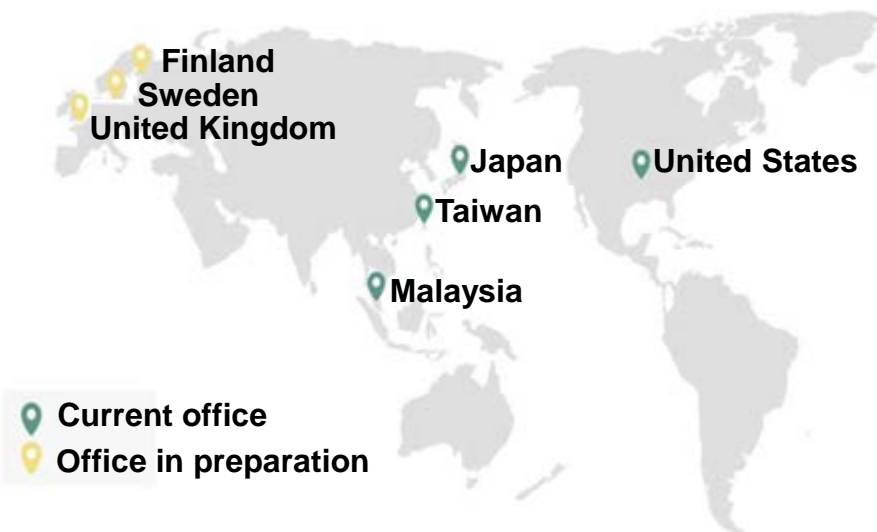 Finland
Sweden
United Kingdom
Japan
United States
Taiwan
Malaysia
Current office
Office in preparation